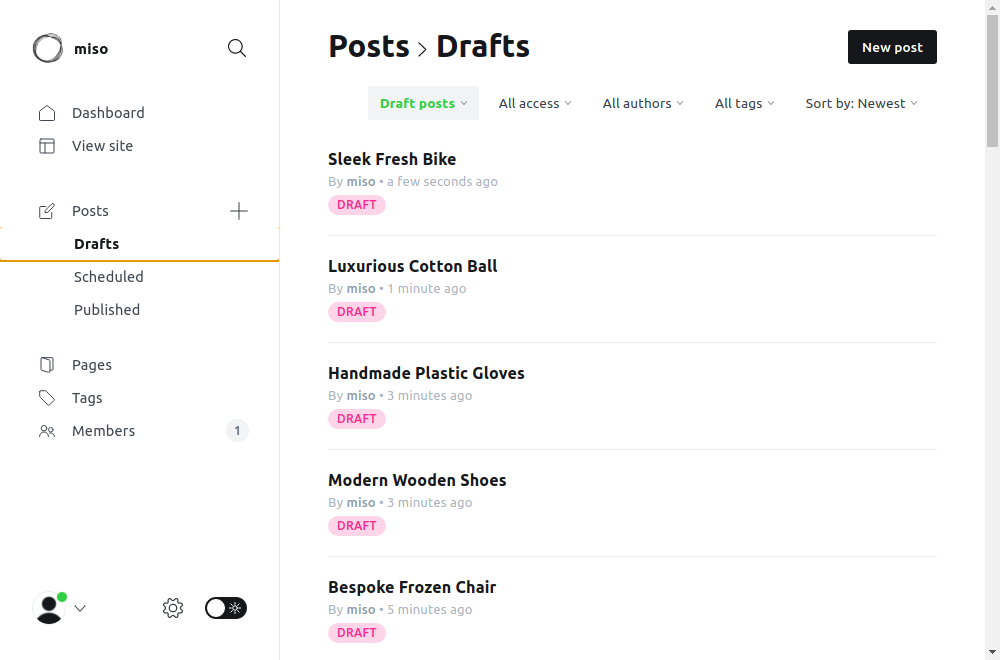 miso
Dashboard
View site
Posts
Drafts
Scheduled
Published
Pages
Tags
Members 1
Posts › Drafts
New post
Draft posts All access All authors All tags Sort by: Newest
Sleek Fresh Bike
By miso • a few seconds ago
DRAFT
Luxurious Cotton Ball
By miso • 1 minute ago
DRAFT
Handmade Plastic Gloves
By miso • 3 minutes ago
DRAFT
Modern Wooden Shoes
By miso • 3 minutes ago
DRAFT
Bespoke Frozen Chair
By miso • 5 minutes ago
DRAFT